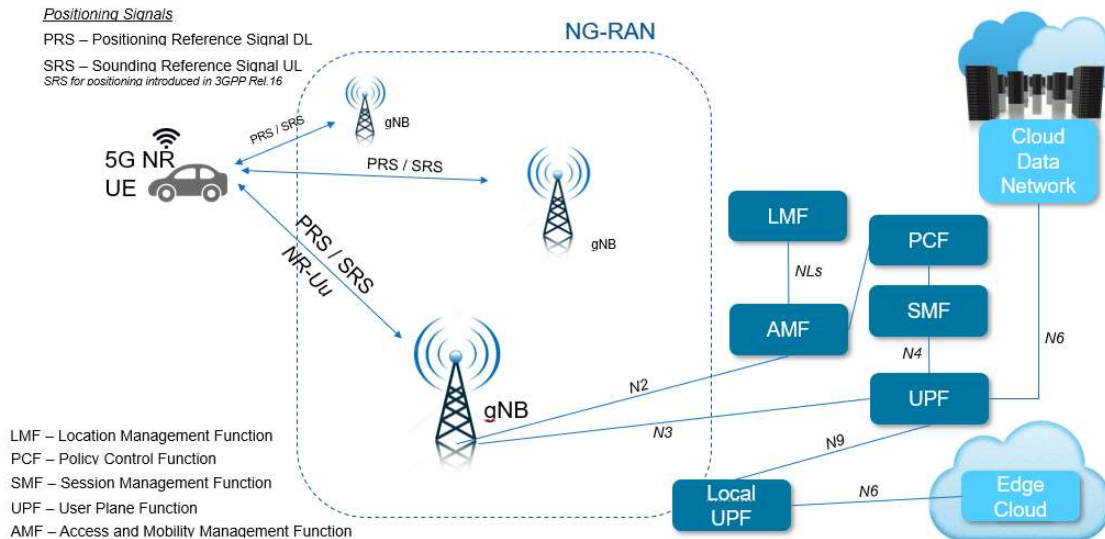 Positioning Signals
PRS – Positioning Reference Signal DL
SRS – Sounding Reference Signal UL
SRS for positioning introduced in 3GPP Rel.16
NG-RAN
gNB
PRS / SRS
5G NR
UE
PRS / SRS
gNB
PRS / SRS
NR-Uu
gNB
Cloud
Data
Network
LMF
PCF
NLs
AMF
SMF
N6
N4
N2
UPF
N3
N9
Local
UPF
N6
Edge
Cloud
LMF – Location Management Function
PCF – Policy Control Function
SMF – Session Management Function
UPF – User Plane Function
AMF – Access and Mobility Management Function